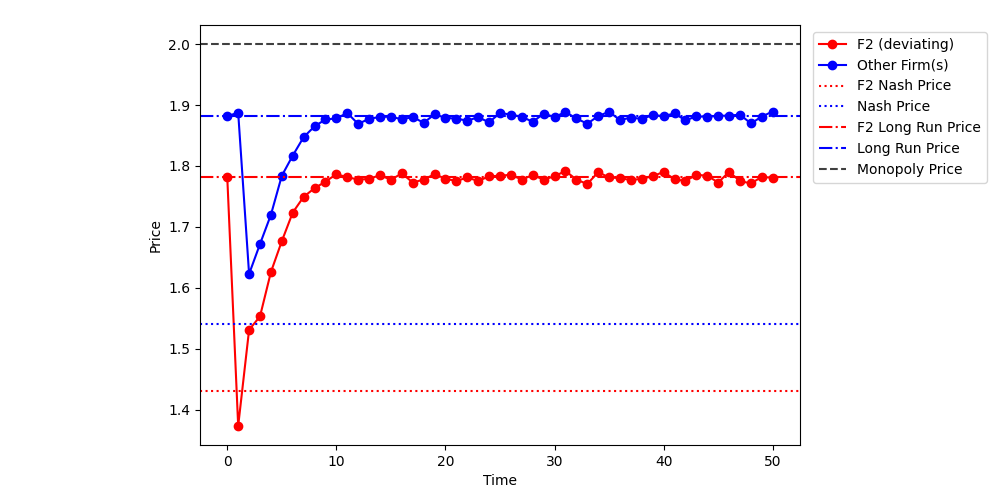 2.0
1.9
1.8
1.7
1.6
1.5
1.4
Price
0
10
20
30
40
50
Time
F2 (deviating)
Other Firm(s)
F2 Nash Price
Nash Price
F2 Long Run Price
Long Run Price
Monopoly Price